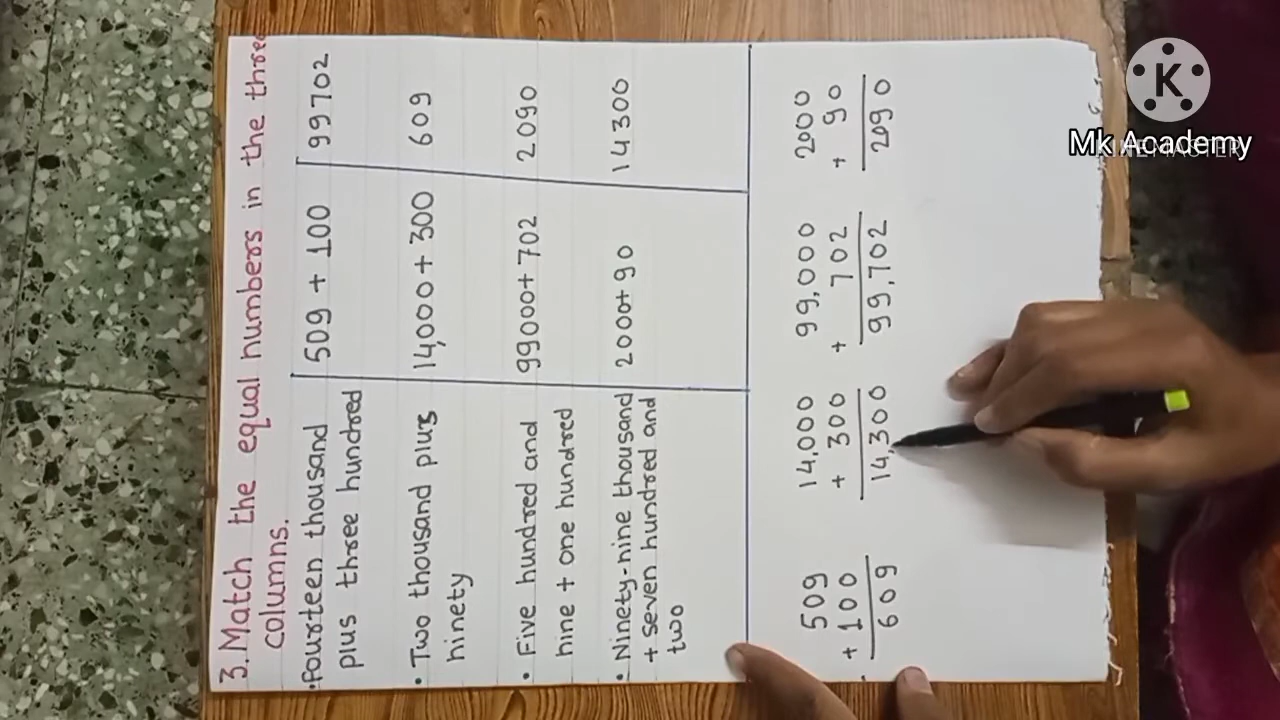 3. Match the equal numbers in the three
columns.
• fourteen thousand
plus three hundred
509 + 100
99702
• Two thousand plus
ninety
14,000 + 300
609
• Five hundred and
nine + one hundred
99000 + 702
2090
• Ninety-nine thousand
+ seven hundred and
two
2000 + 90
14300
509
+ 100
609
14,000
+ 300
14,300
99,000
+ 702
99,702
2000
+ 90
2090
K
Mk Academy